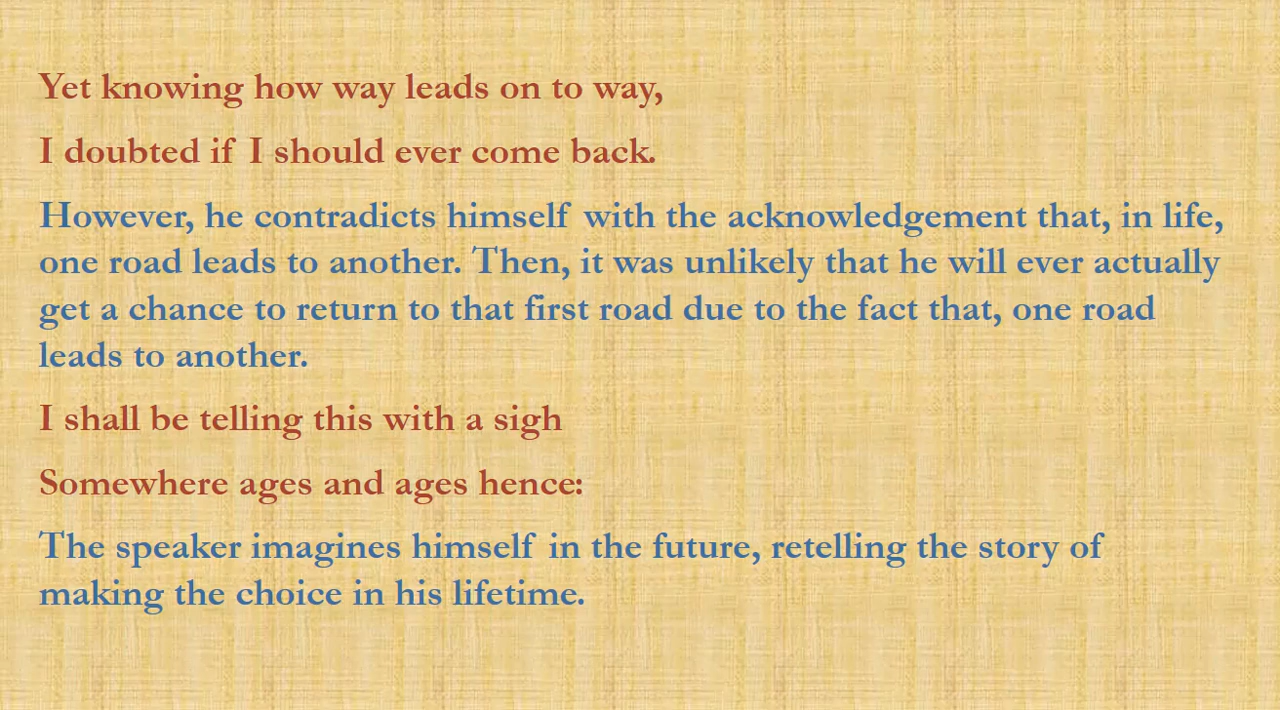 Yet knowing how way leads on to way,
I doubted if I should ever come back.
However, he contradicts himself with the acknowledgement that, in life,
one road leads to another. Then, it was unlikely that he will ever actually
get a chance to return to that first road due to the fact that, one road
leads to another.
I shall be telling this with a sigh
Somewhere ages and ages hence:
The speaker imagines himself in the future, retelling the story of
making the choice in his lifetime.